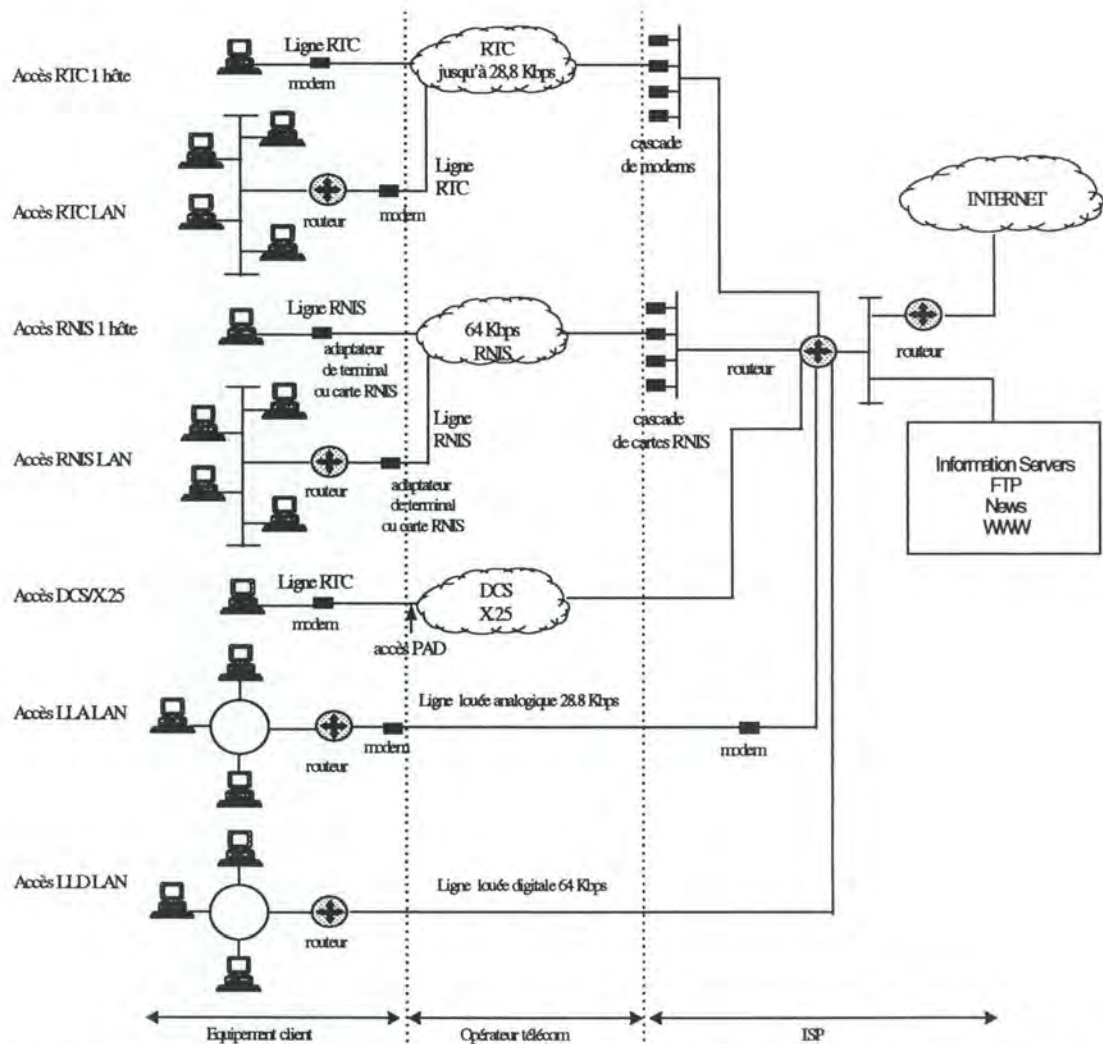 Accès RTC 1 hôte
Ligne RTC
modem
RTC
jusqu'à 28,8 Kbps
cascade
de modems
Accès RTC LAN
routeur
modem
Ligne
RTC
INTERNET
routeur
Accès RNIS 1 hôte
Ligne RNIS
adaptateur
de terminal
ou carte RNIS
64 Kbps
RNIS
cascade
de cartes RNIS
routeur
Accès RNIS LAN
routeur
adaptateur
de terminal
ou carte RNIS
Ligne
RNIS
Information Servers
FTP
News
WWW
Accès DCS/X.25
Ligne RTC
modem
accès PAD
DCS
X.25
Accès LLA LAN
routeur
modem
Ligne louée analogique 28.8 Kbps
modem
Accès LLD LAN
routeur
Ligne louée digitale 64 Kbps
Equipement client
Opérateur télécom
ISP